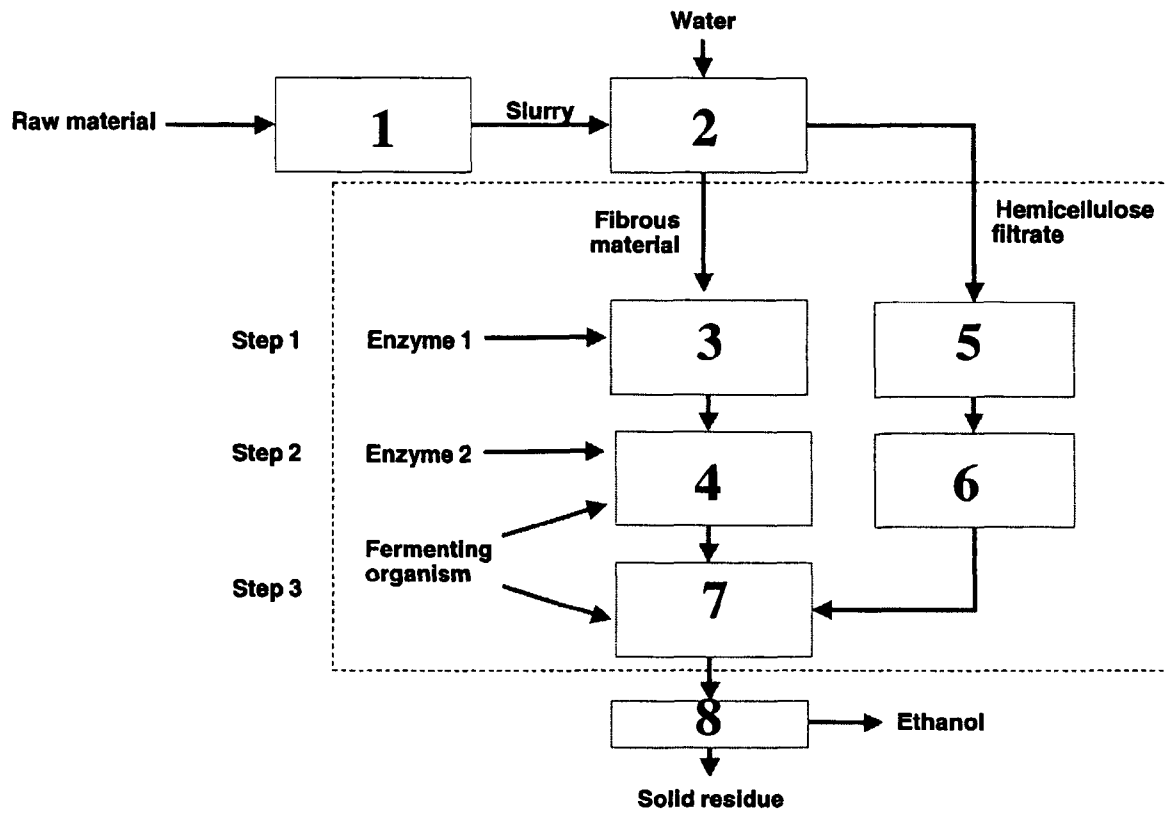 Water
Raw material
1
Slurry
2
Fibrous
material
Hemicellulose
filtrate
Step 1
Enzyme 1
3
5
Step 2
Enzyme 2
4
6
Fermenting
organism
Step 3
7
8
Ethanol
Solid residue